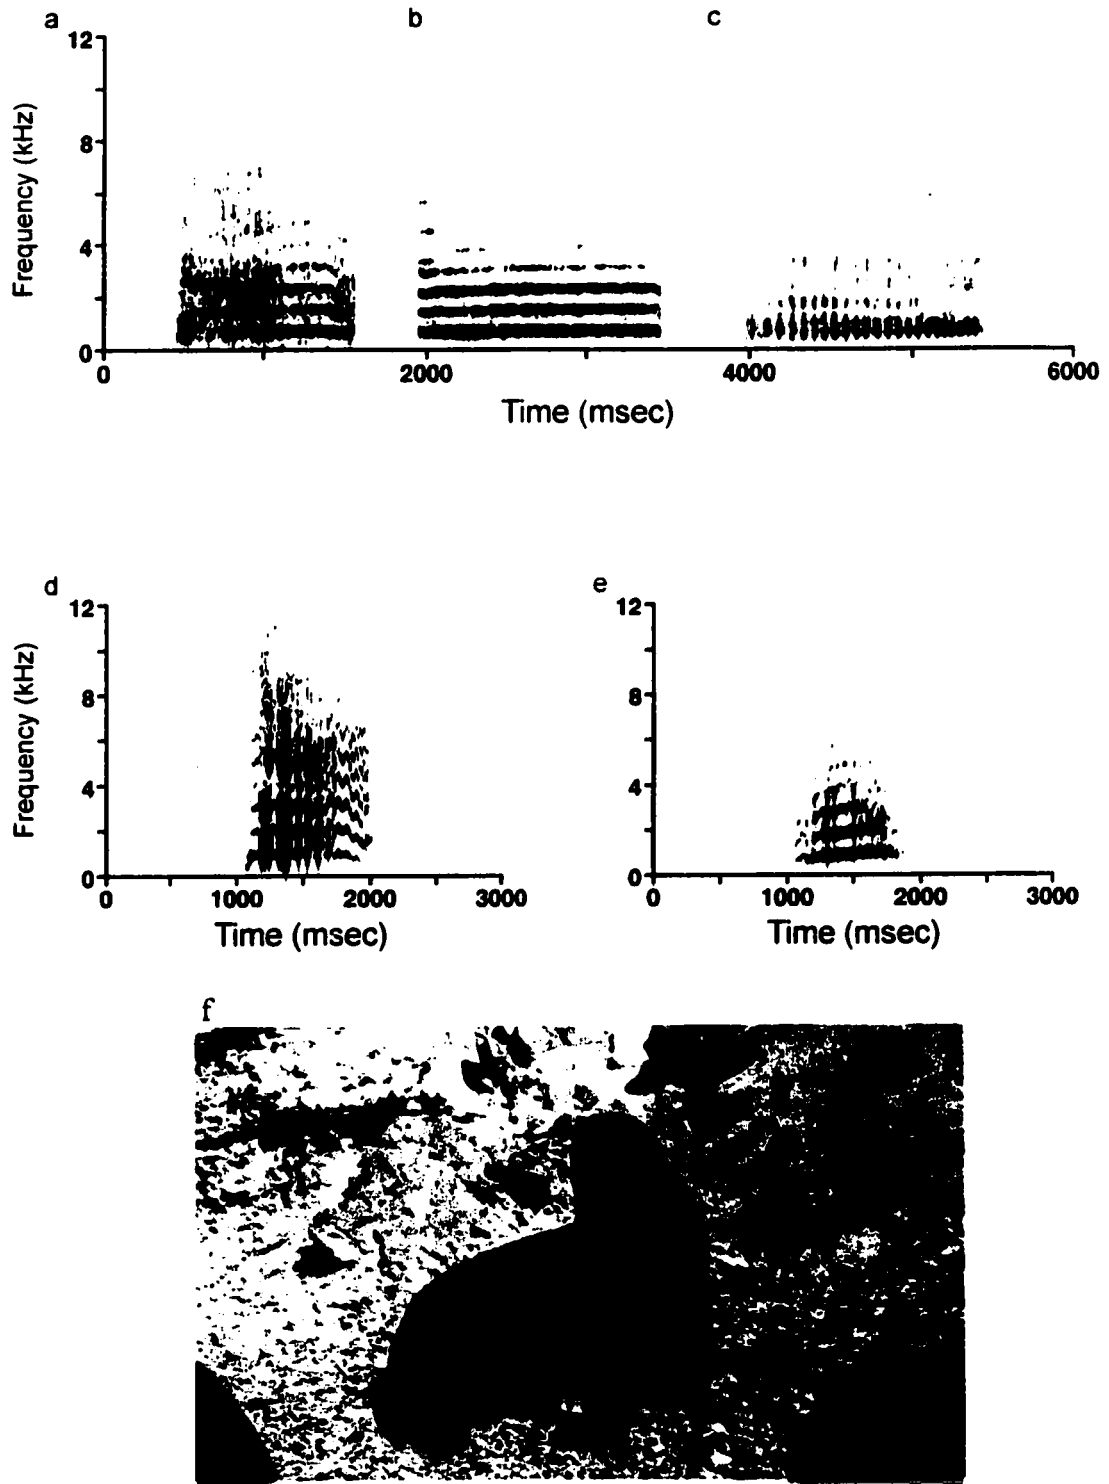 a b c
12
8
4
0
Frequency (kHz)
0 2000 4000 6000
Time (msec)
d e
12 12
8 8
4 4
0 0
Frequency (kHz)
0 1000 2000 3000 0 1000 2000 3000
Time (msec) Time (msec)
f